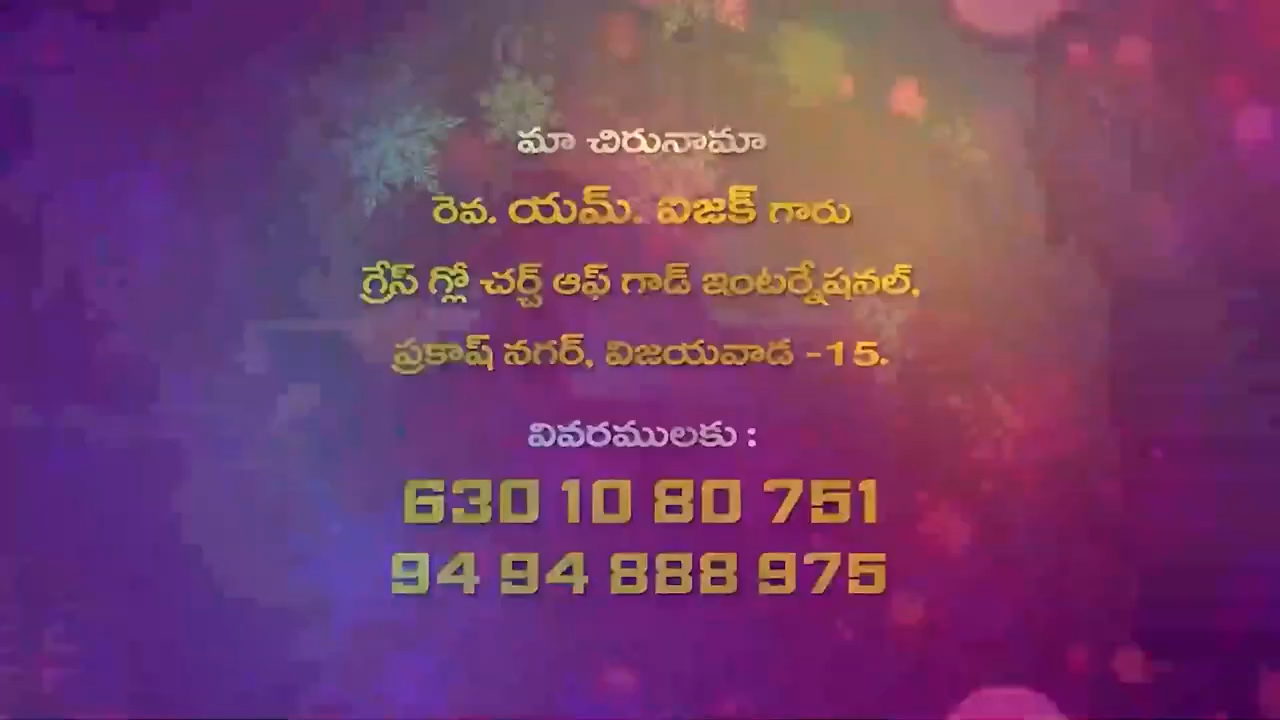 మా చిరునామా
రెవ. యమ్. ఐజక్ గారు
గ్రేస్ గ్లో చర్చ్ ఆఫ్ గాడ్ ఇంటర్నేషనల్,
ప్రకాష్ నగర్, విజయవాడ -15.
వివరములకు :
630 10 80 751
94 94 888 975